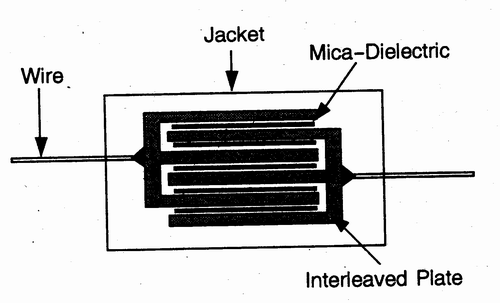 Jacket
Mica-Dielectric
Wire
Interleaved Plate